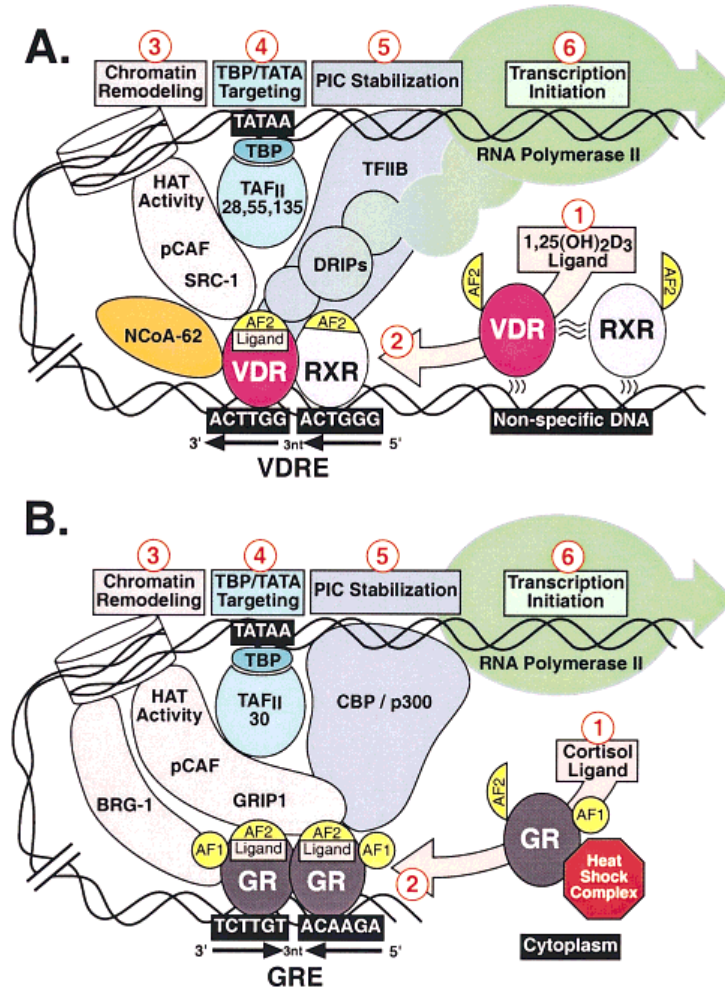 A.
3
4
5
6
Chromatin
Remodeling
TBP/TATA
Targeting
PIC Stabilization
Transcription
Initiation
TATAA
TBP
TFIIB
RNA Polymerase II
HAT
Activity
pCAF
SRC-1
TAFII
28,55,135
DRIPs
1
1,25(OH)2D3
Ligand
AF2
AF2
VDR
RXR
NCoA-62
AF2
Ligand
VDR
AF2
RXR
2
ACTTGG
ACTGGG
Non-specific DNA
3'
3nt
5'
VDRE
B.
3
4
5
6
Chromatin
Remodeling
TBP/TATA
Targeting
PIC Stabilization
Transcription
Initiation
TATAA
TBP
RNA Polymerase II
HAT
Activity
pCAF
GRIP1
BRG-1
TAFII
30
CBP / p300
1
Cortisol
Ligand
AF2
AF1
GR
Heat
Shock
Complex
AF1
AF2
Ligand
GR
AF2
Ligand
GR
AF1
2
TCTTGT
ACAAGA
Cytoplasm
3'
3nt
5'
GRE